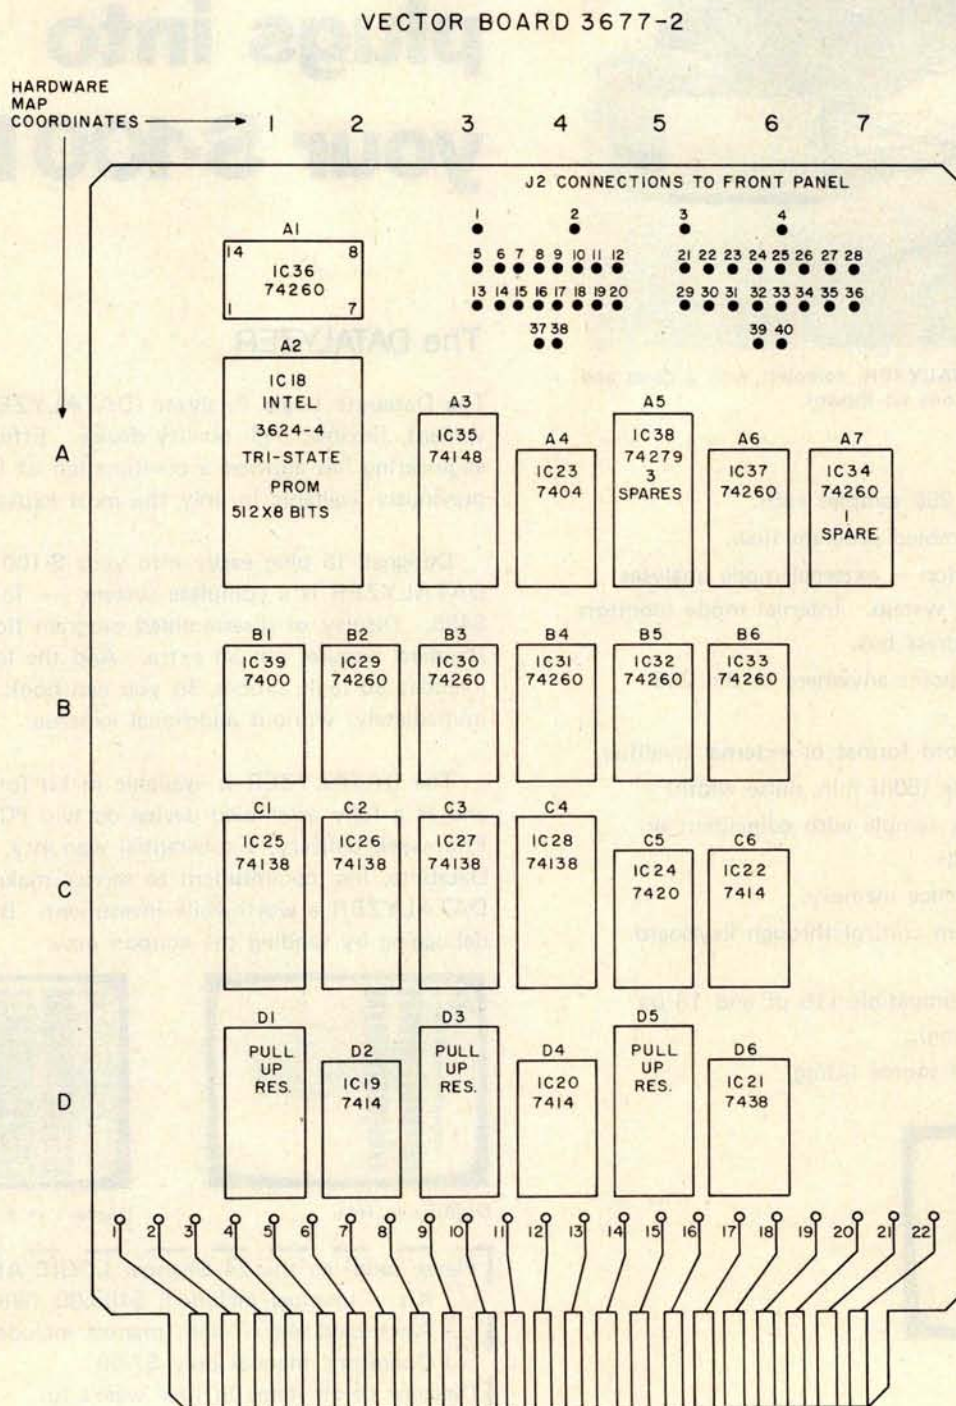 VECTOR BOARD 3677-2
HARDWARE
MAP
COORDINATES
1 2 3 4 5 6 7
J2 CONNECTIONS TO FRONT PANEL
1 2 3 4
5 6 7 8 9 10 11 12 21 22 23 24 25 26 27 28
13 14 15 16 17 18 19 20 29 30 31 32 33 34 35 36
37 38 39 40
A1
14 8
IC36
74260
1 7
A
A2
IC18
INTEL
3624-4
TRI-STATE
PROM
512X8 BITS
A3
IC35
74148
A4
IC23
7404
A5
IC38
74279
3
SPARES
A6
IC37
74260
A7
IC34
74260
1
SPARE
B
B1
IC39
7400
B2
IC29
74260
B3
IC30
74260
B4
IC31
74260
B5
IC32
74260
B6
IC33
74260
C
C1
IC25
74138
C2
IC26
74138
C3
IC27
74138
C4
IC28
74138
C5
IC24
7420
C6
IC22
7414
D
D1
PULL
UP
RES.
D2
IC19
7414
D3
PULL
UP
RES.
D4
IC20
7414
D5
PULL
UP
RES.
D6
IC21
7438
1 2 3 4 5 6 7 8 9 10 11 12 13 14 15 16 17 18 19 20 21 22